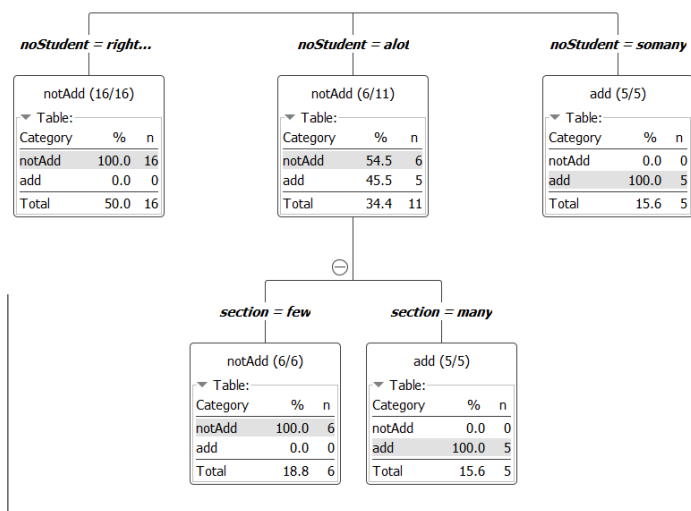 noStudent = right... noStudent = alot noStudent = somany
notAdd (16/16) notAdd (6/11) add (5/5)
Table: Table: Table:
Category % n Category % n Category % n
notAdd 100.0 16 notAdd 54.5 6 notAdd 0.0 0
add 0.0 0 add 45.5 5 add 100.0 5
Total 50.0 16 Total 34.4 11 Total 15.6 5
section = few section = many
notAdd (6/6) add (5/5)
Table: Table:
Category % n Category % n
notAdd 100.0 6 notAdd 0.0 0
add 0.0 0 add 100.0 5
Total 18.8 6 Total 15.6 5